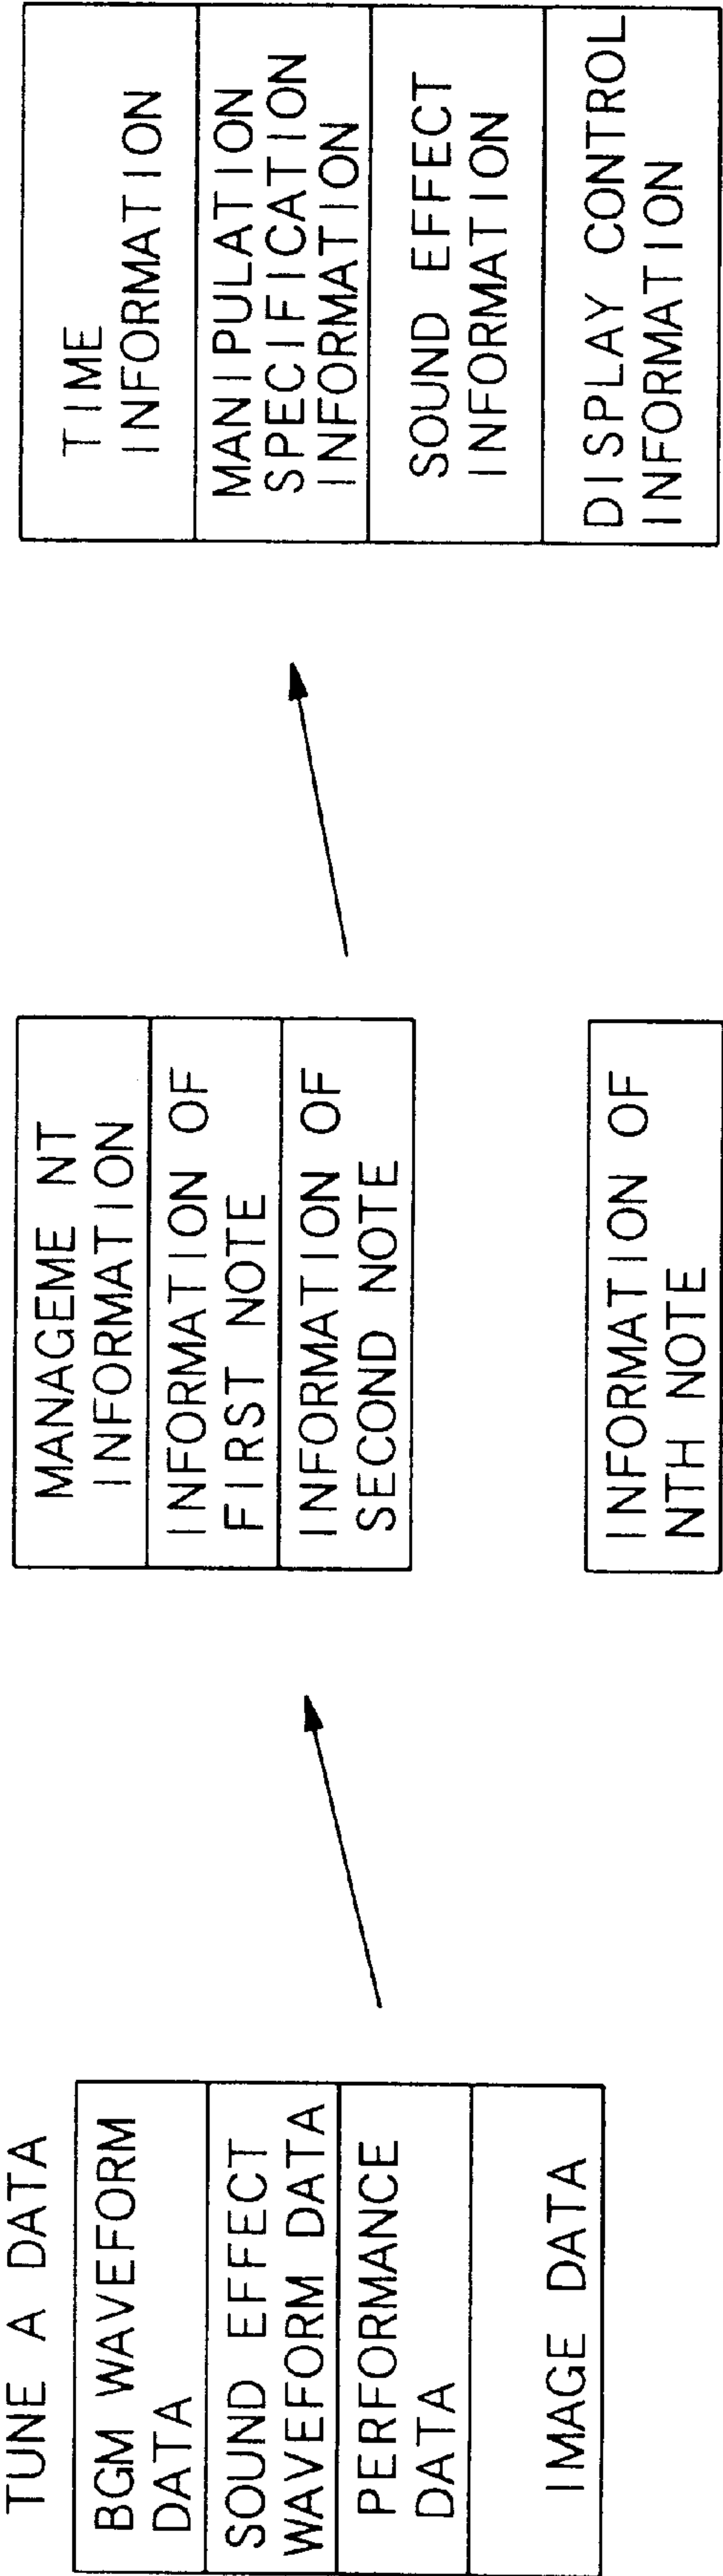 TUNE A DATA
BGM WAVEFORM
DATA
SOUND EFFECT
WAVEFORM DATA
PERFORMANCE
DATA
IMAGE DATA
MANAGEME NT
INFORMATION
INFORMATION OF
FIRST NOTE
INFORMATION OF
SECOND NOTE
INFORMATION OF
NTH NOTE
TIME
INFORMATION
MANIPULATION
SPECIFICATION
INFORMATION
SOUND EFFECT
INFORMATION
DISPLAY CONTROL
INFORMATION